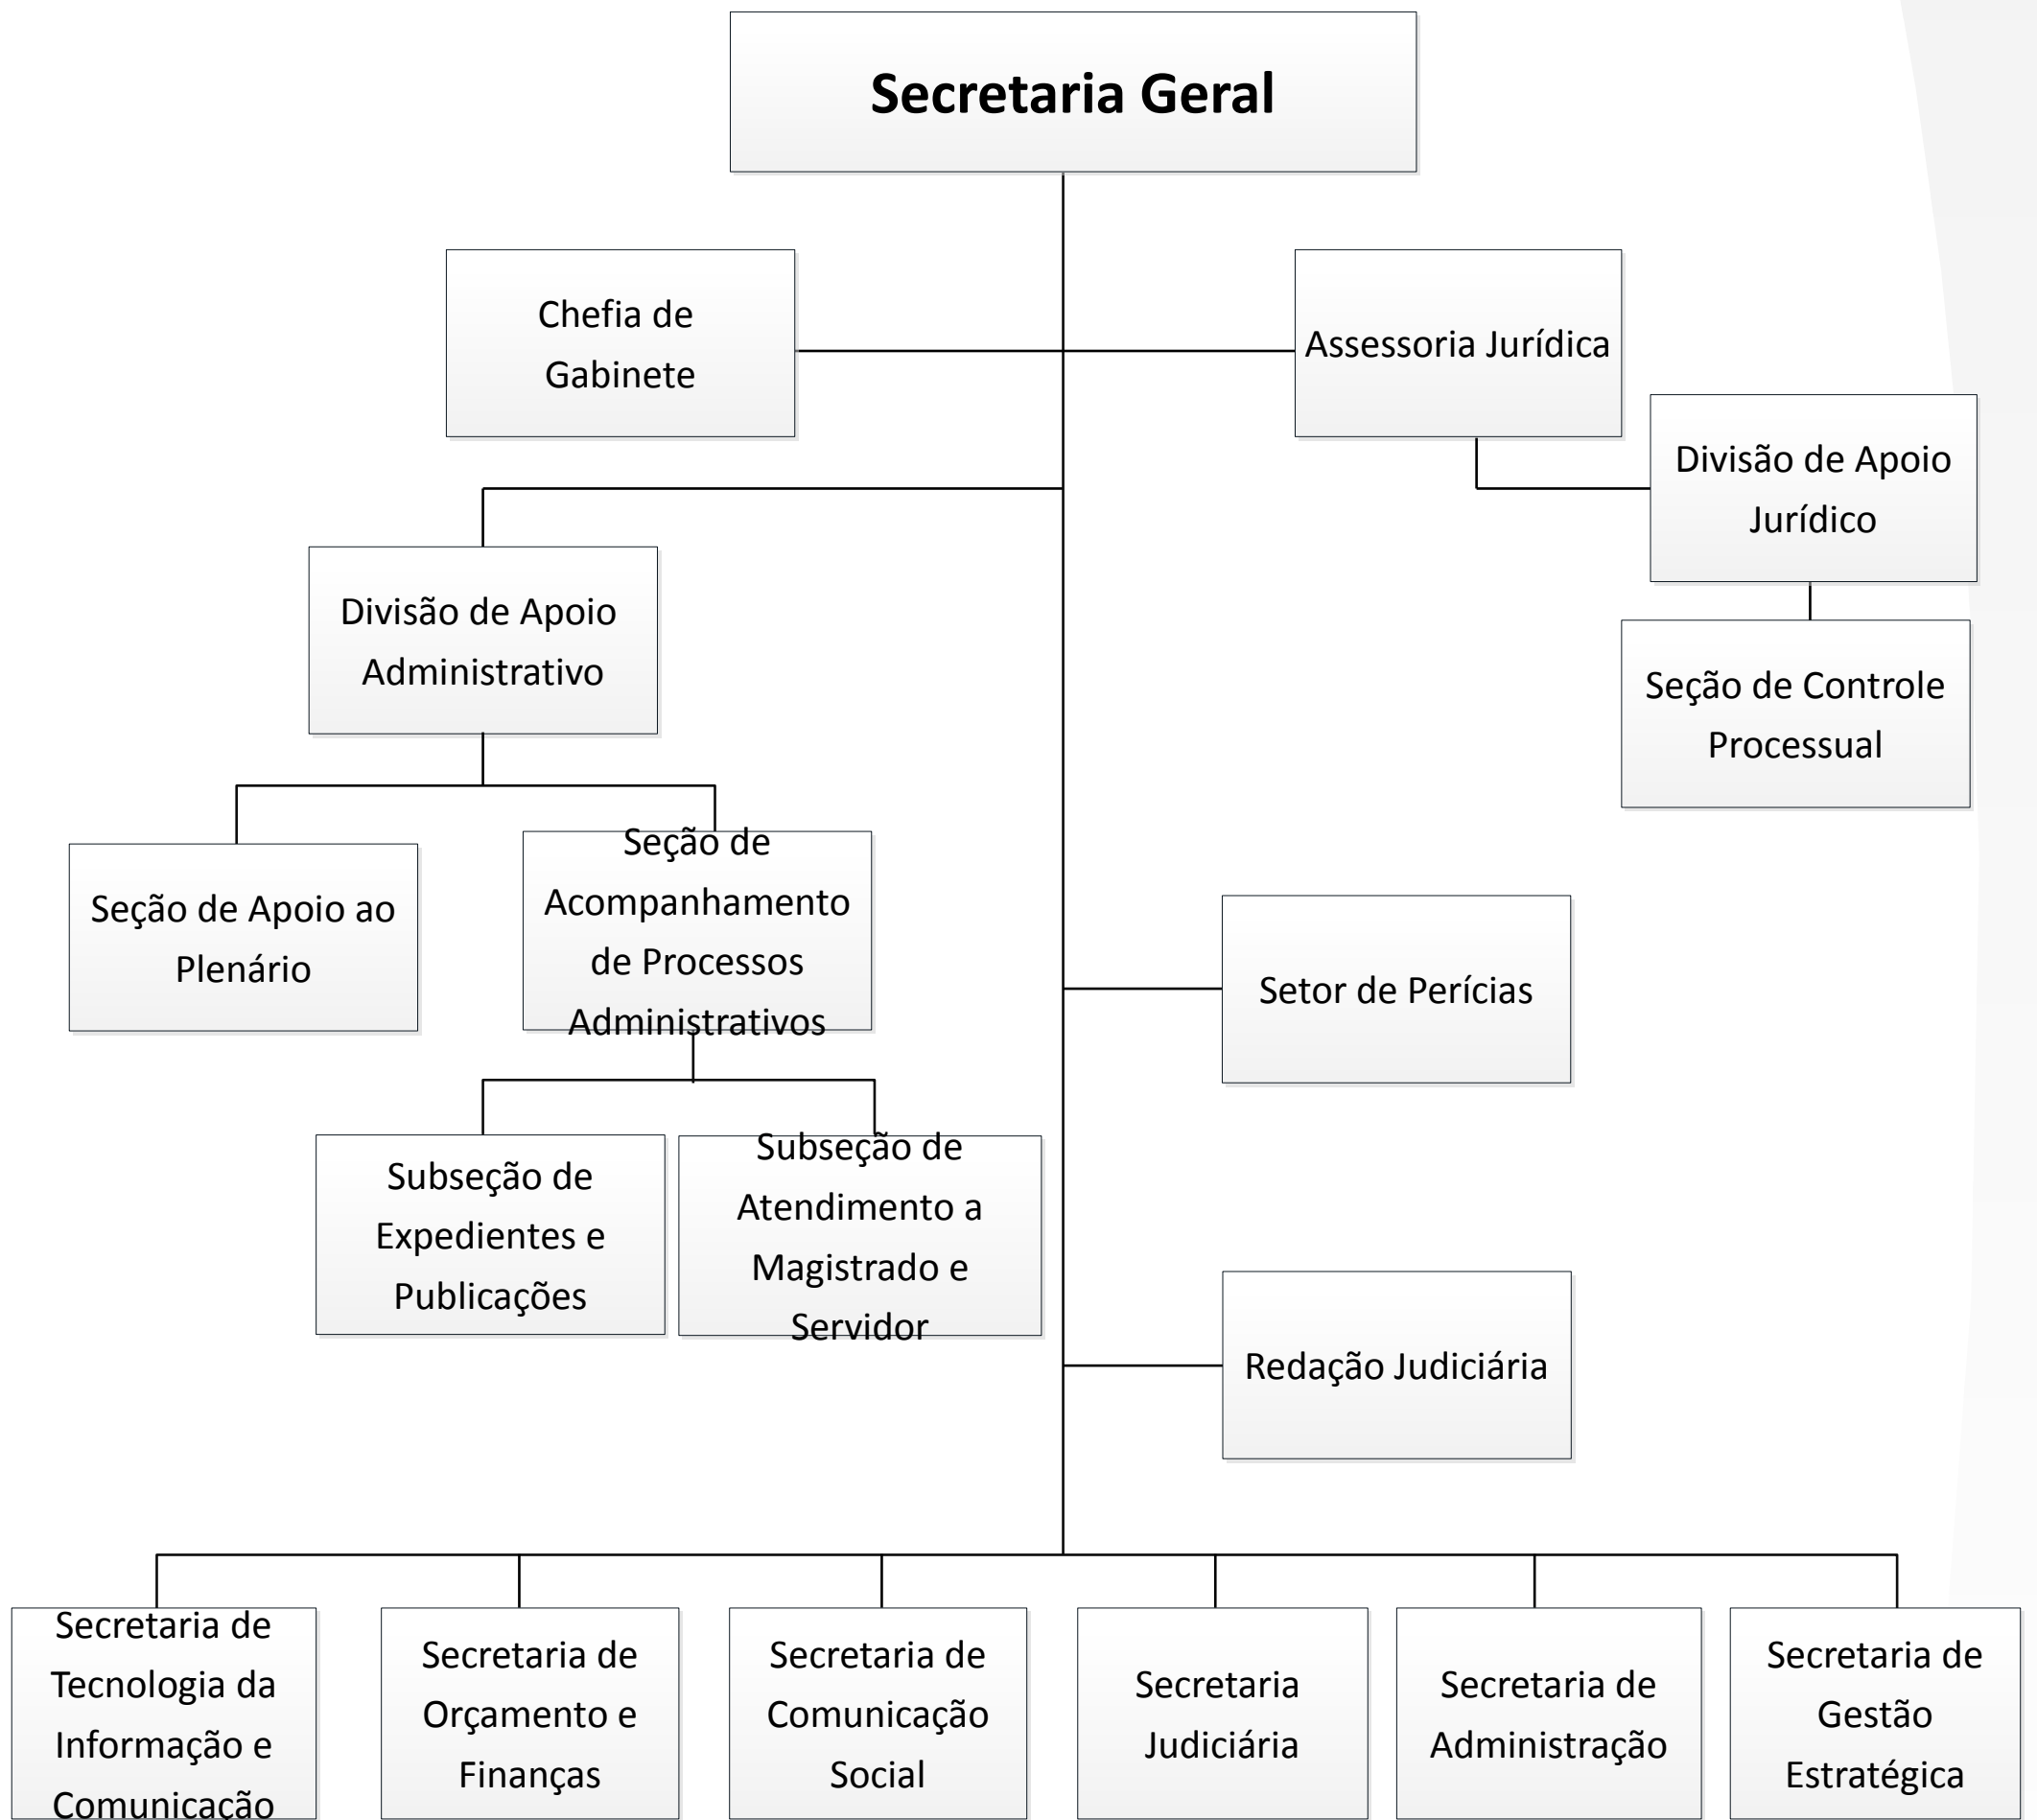 Secretaria Geral
Chefia de
Gabinete
Assessoria Jurídica
Divisão de Apoio
Jurídico
Divisão de Apoio
Administrativo
Seção de Controle
Processual
Seção de Apoio ao
Plenário
Seção de
Acompanhamento
de Processos
Administrativos
Setor de Perícias
Subseção de
Expedientes e
Publicações
Subseção de
Atendimento a
Magistrado e
Servidor
Redação Judiciária
Secretaria de
Tecnologia da
Informação e
Comunicação
Secretaria de
Orçamento e
Finanças
Secretaria de
Comunicação
Social
Secretaria
Judiciária
Secretaria de
Administração
Secretaria de
Gestão
Estratégica